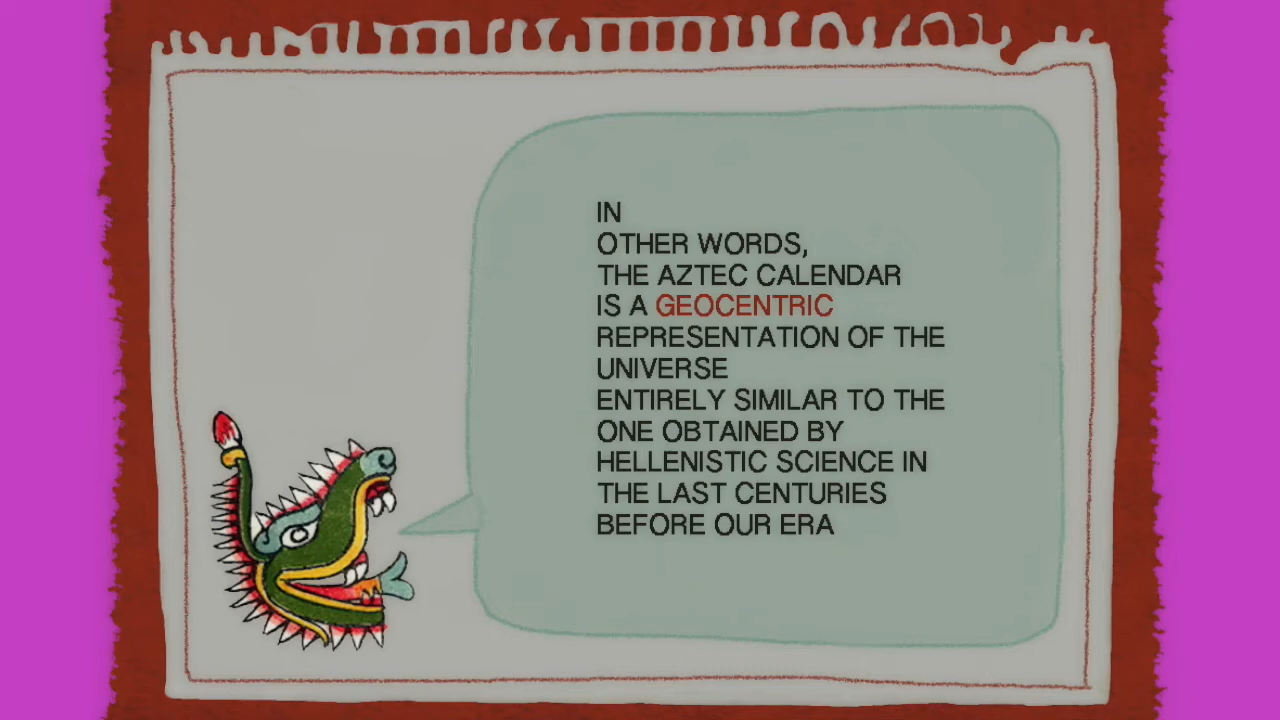 IN
OTHER WORDS,
THE AZTEC CALENDAR
IS A GEOCENTRIC
REPRESENTATION OF THE
UNIVERSE
ENTIRELY SIMILAR TO THE
ONE OBTAINED BY
HELLENISTIC SCIENCE IN
THE LAST CENTURIES
BEFORE OUR ERA